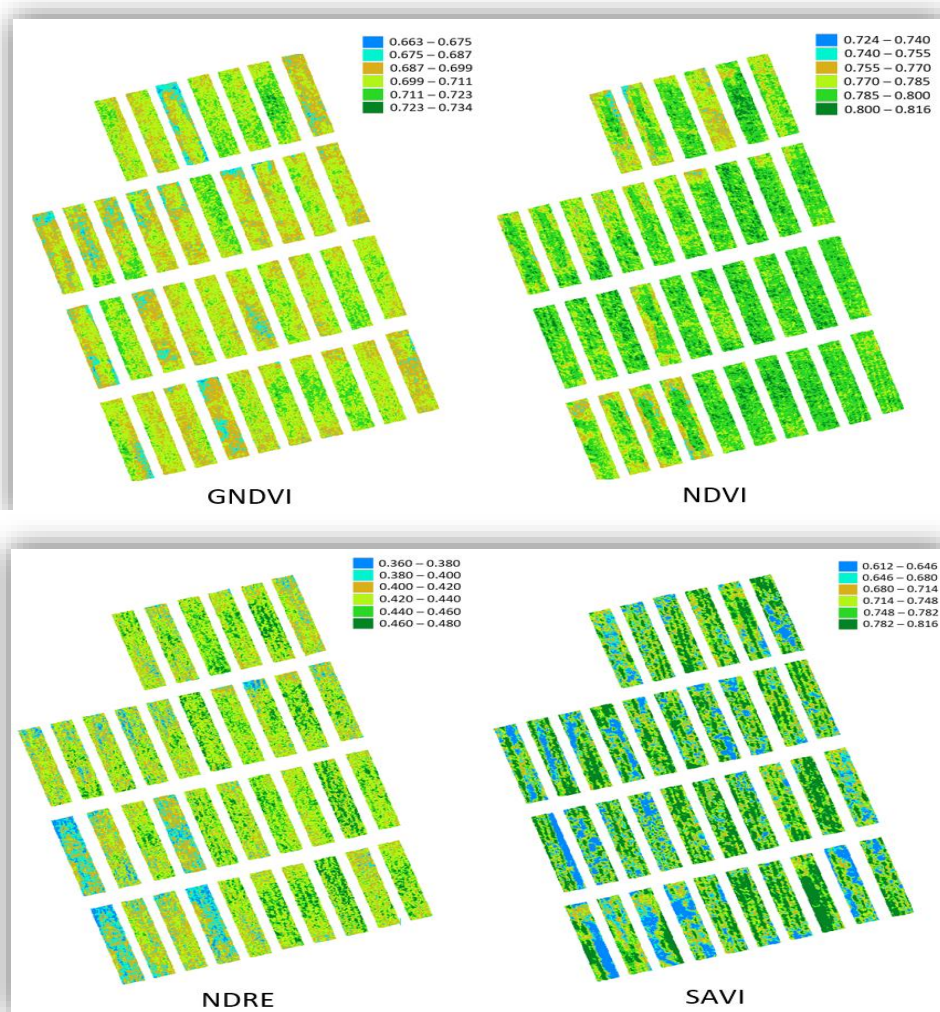 0.663 – 0.675
0.675 – 0.687
0.687 – 0.699
0.699 – 0.711
0.711 – 0.723
0.723 – 0.734
GNDVI
0.724 – 0.740
0.740 – 0.755
0.755 – 0.770
0.770 – 0.785
0.785 – 0.800
0.800 – 0.816
NDVI
0.360 – 0.380
0.380 – 0.400
0.400 – 0.420
0.420 – 0.440
0.440 – 0.460
0.460 – 0.480
NDRE
0.612 – 0.646
0.646 – 0.680
0.680 – 0.714
0.714 – 0.748
0.748 – 0.782
0.782 – 0.816
SAVI